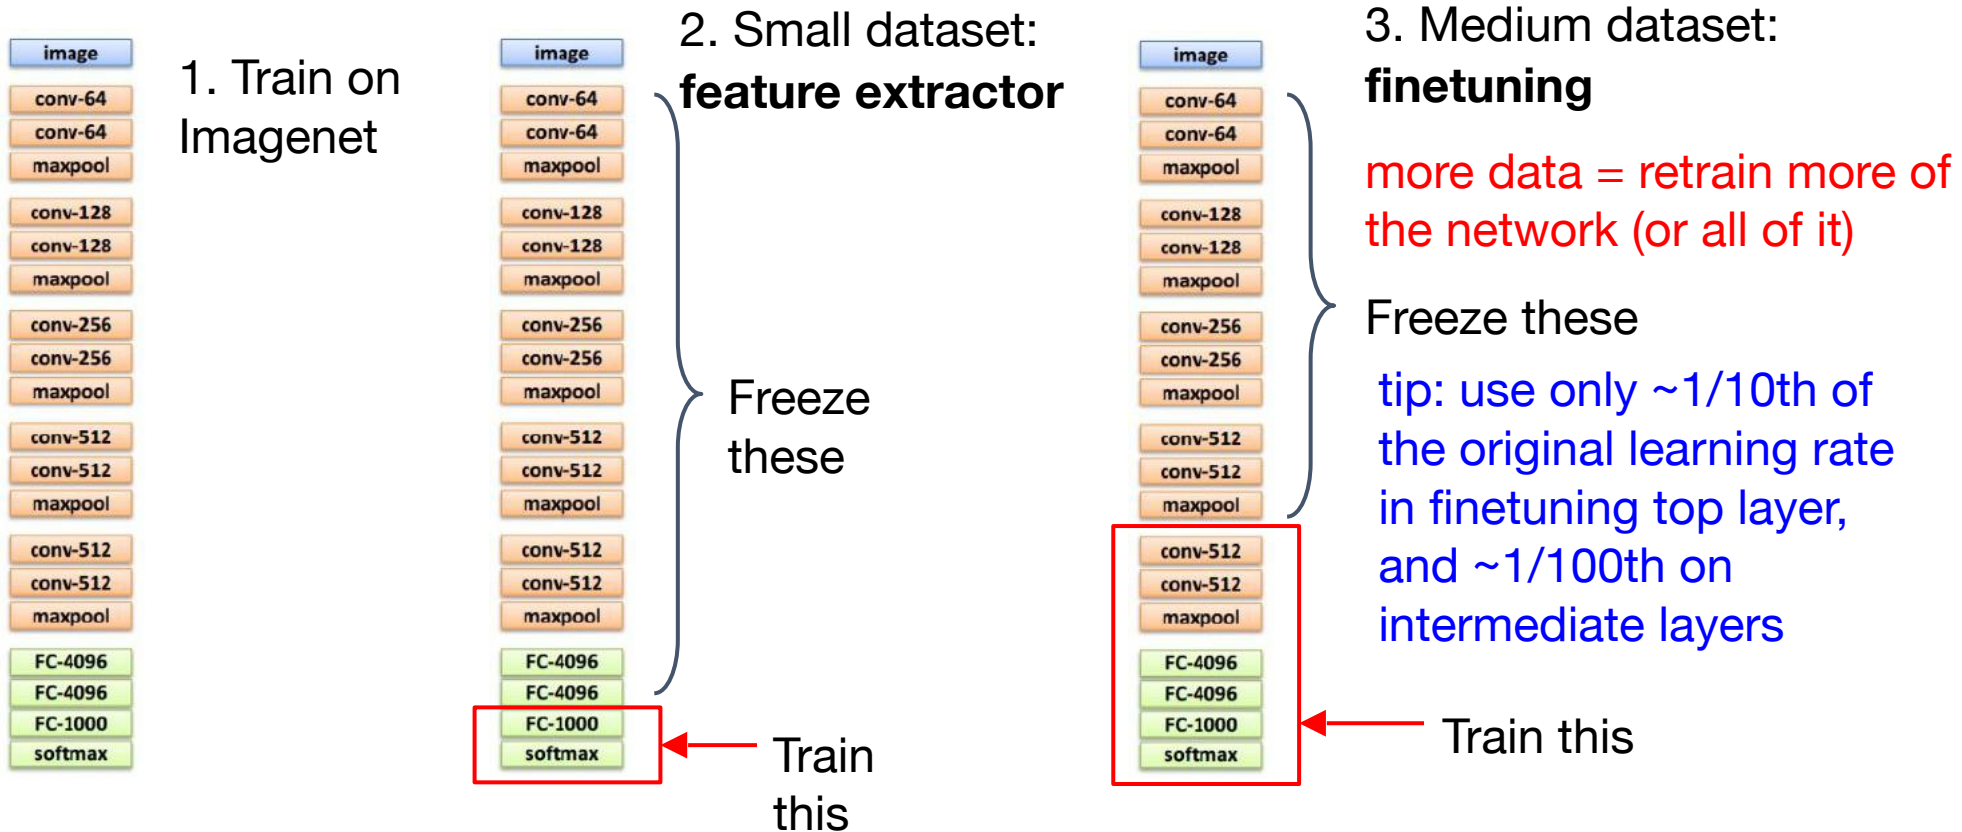 image
conv-64
conv-64
maxpool
conv-128
conv-128
maxpool
conv-256
conv-256
maxpool
conv-512
conv-512
maxpool
conv-512
conv-512
maxpool
FC-4096
FC-4096
FC-1000
softmax
1. Train on
Imagenet
image
conv-64
conv-64
maxpool
conv-128
conv-128
maxpool
conv-256
conv-256
maxpool
conv-512
conv-512
maxpool
conv-512
conv-512
maxpool
FC-4096
FC-4096
FC-1000
softmax
2. Small dataset:
feature extractor
Freeze
these
Train
this
image
conv-64
conv-64
maxpool
conv-128
conv-128
maxpool
conv-256
conv-256
maxpool
conv-512
conv-512
maxpool
conv-512
conv-512
maxpool
FC-4096
FC-4096
FC-1000
softmax
3. Medium dataset:
finetuning
more data = retrain more of
the network (or all of it)
Freeze these
tip: use only ~1/10th of
the original learning rate
in finetuning top layer,
and ~1/100th on
intermediate layers
Train this